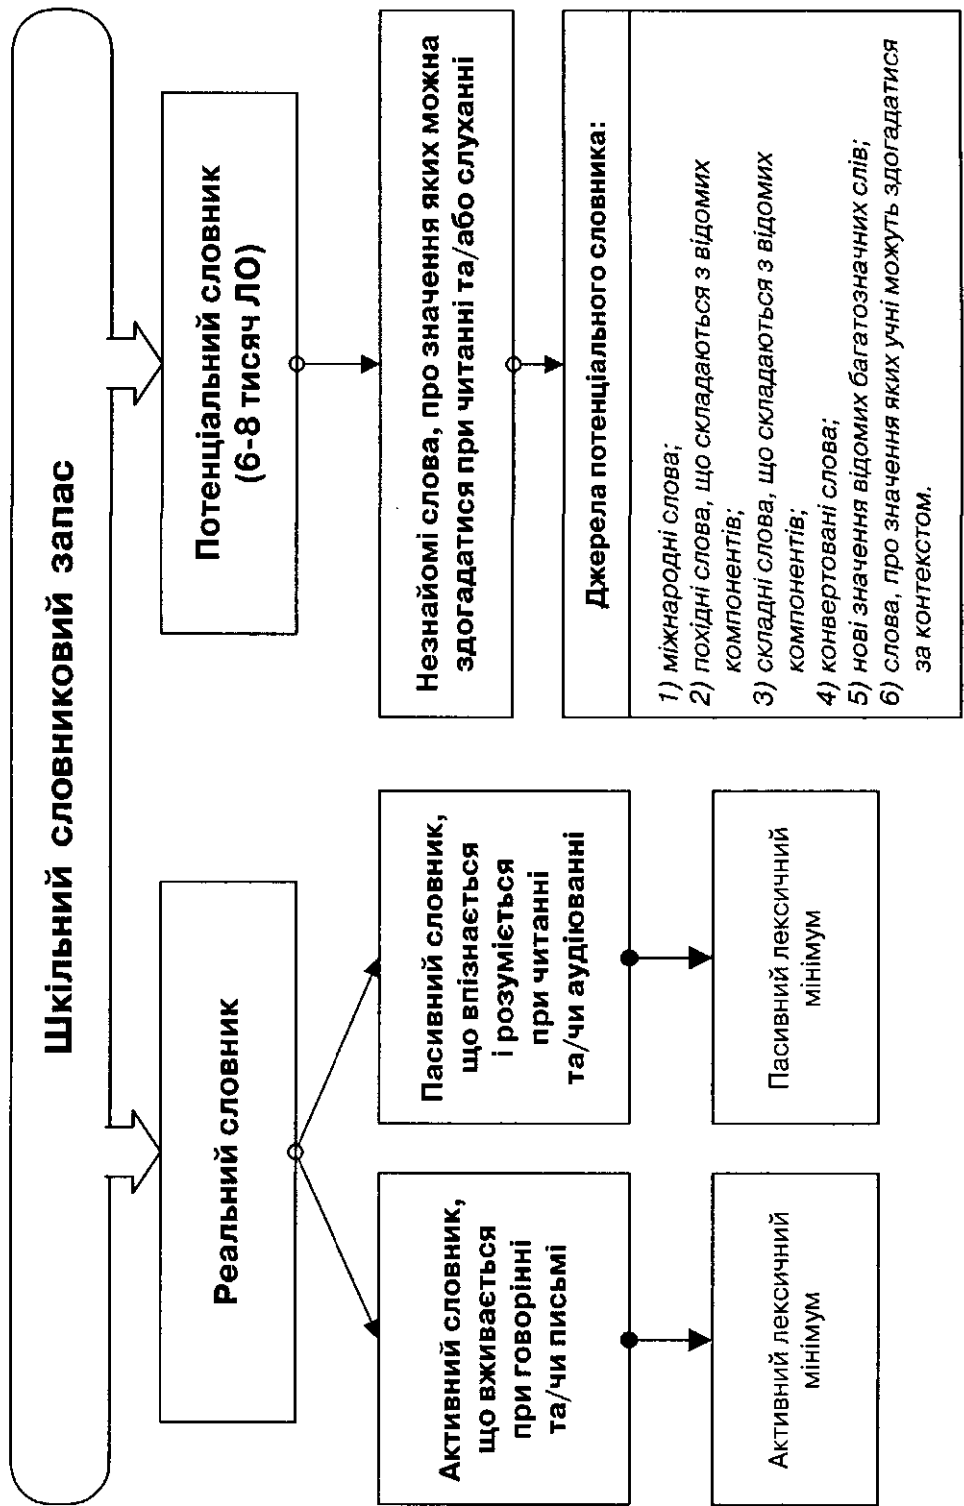 Шкільний словниковий запас
Реальний словник
Потенціальний словник
(6-8 тисяч ЛО)
Активний словник,
що вживається
при говорінні
та/чи письмі
Пасивний словник,
що впізнається
і розуміється
при читанні
та/чи аудіюванні
Незнайомі слова, про значення яких можна
здогадатися при читанні та/або слуханні
Активний лексичний
мінімум
Пасивний лексичний
мінімум
Джерела потенціального словника:
1) міжнародні слова;
2) похідні слова, що складаються з відомих
компонентів;
3) складні слова, що складаються з відомих
компонентів;
4) конвертовані слова;
5) нові значення відомих багатозначних слів;
6) слова, про значення яких учні можуть здогадатися
за контекстом.